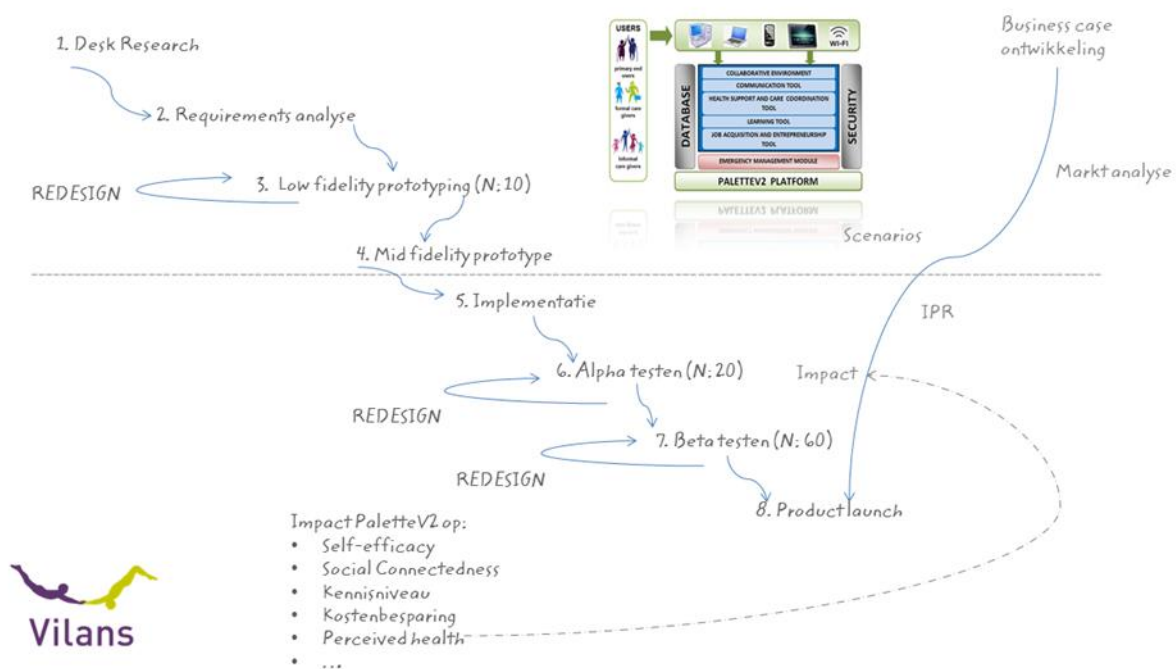 1. Desk Research
2. Requirements analyse
REDESIGN
3. Low fidelity prototyping (N: 10)
4. Mid fidelity prototype
5. Implementatie
6. Alpha testen (N: 20)
REDESIGN
7. Beta testen (N: 60)
REDESIGN
8. Product launch
USERS
primary end
users
formal care
givers
informal care
givers
WI-FI
DATABASE
COLLABORATIVE ENVIRONMENT
COMMUNICATION TOOL
HEALTH SUPPORT AND CARE COORDINATION
TOOL
LEARNING TOOL
JOB ACQUISITION AND ENTREPRENEURSHIP
TOOL
EMERGENCY MANAGEMENT MODULE
SECURITY
PALETTEV2 PLATFORM
Business case
ontwikkeling
Markt analyse
Scenarios
IPR
Impact
Impact PaletteV2 op:
• Self-efficacy
• Social Connectedness
• Kennisniveau
• Kostenbesparing
• Perceived health
• ...
Vilans